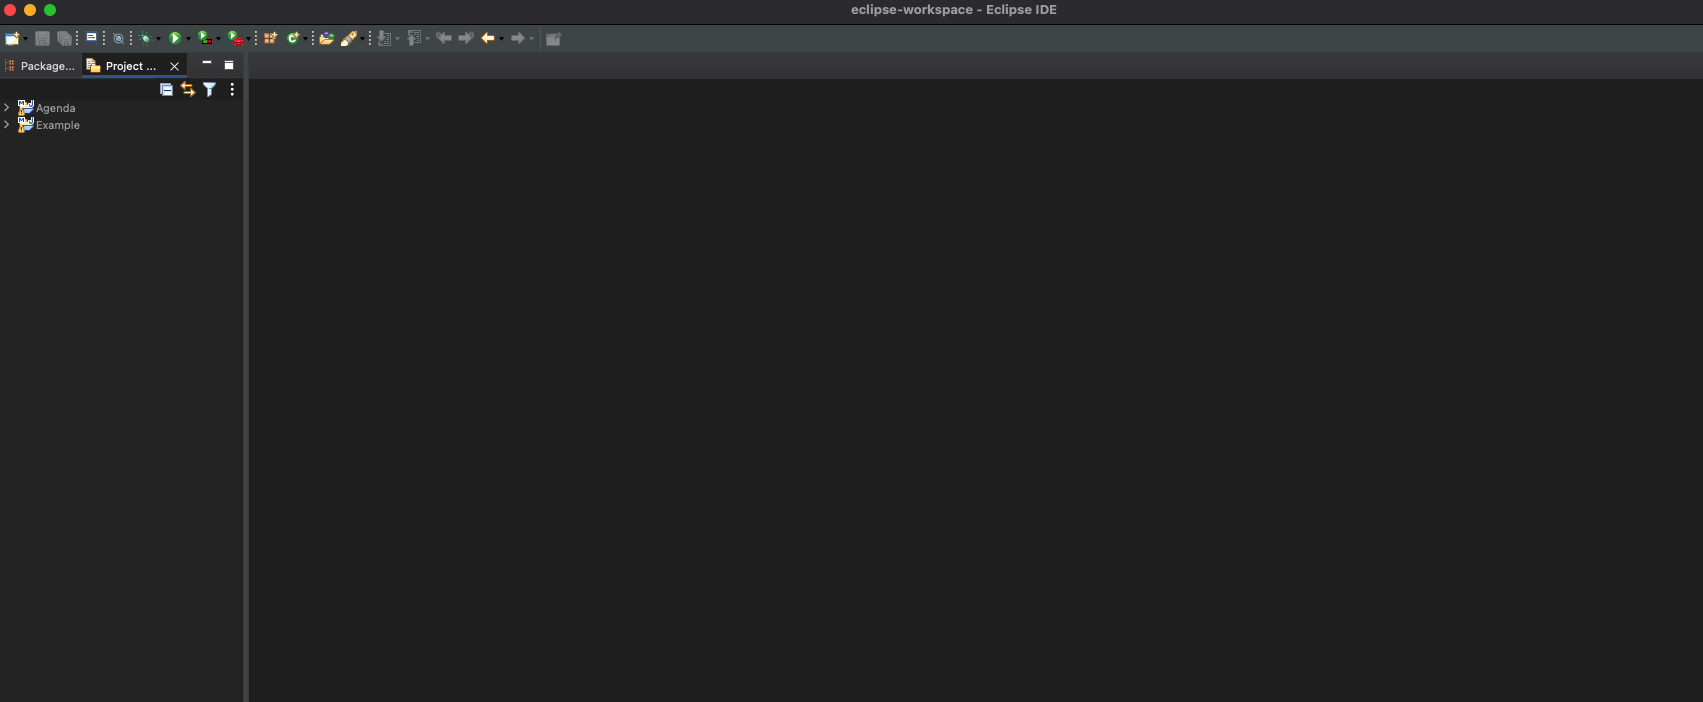 eclipse-workspace - Eclipse IDE
Package... Project ...
Agenda
Example